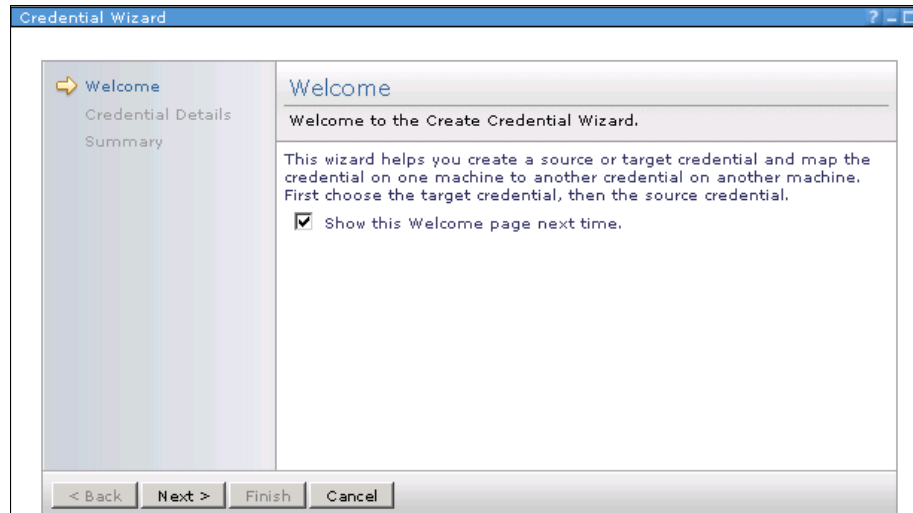 Credential Wizard ? –
Welcome
Credential Details
Summary
Welcome
Welcome to the Create Credential Wizard.
This wizard helps you create a source or target credential and map the
credential on one machine to another credential on another machine.
First choose the target credential, then the source credential.
Show this Welcome page next time.
< Back Next > Finish Cancel